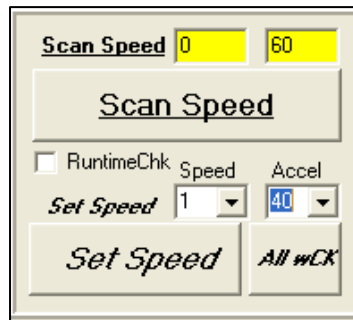 Scan Speed 0 60
Scan Speed
RuntimeChk Speed Accel
Set Speed 1 40
Set Speed All wCK